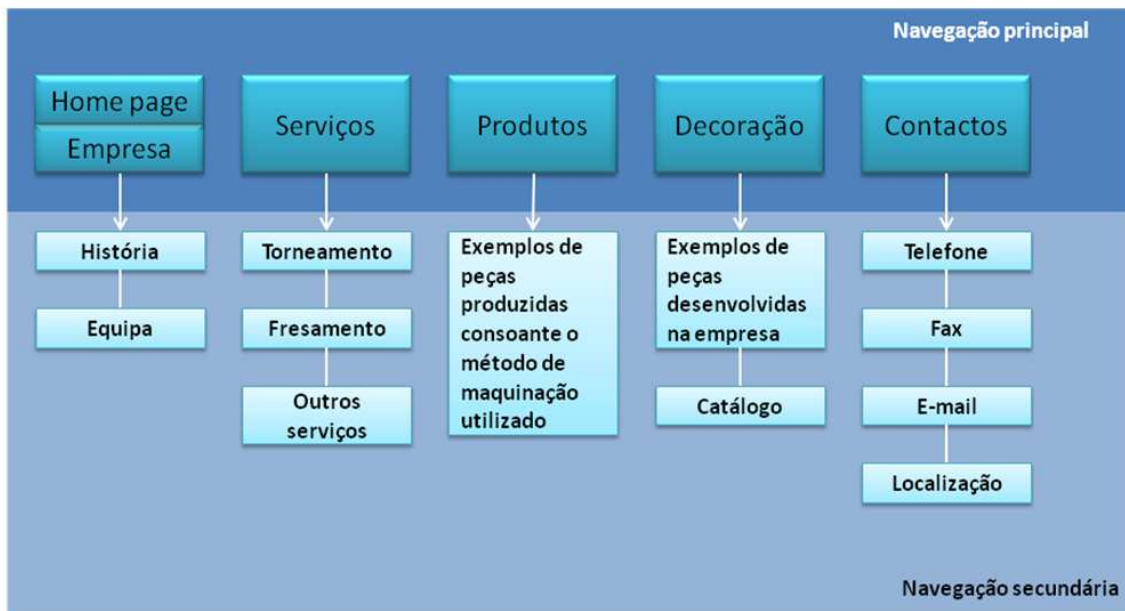 Navegação principal
Home page
Empresa
Serviços
Produtos
Decoração
Contactos
História
Equipa
Torneamento
Fresamento
Outros
serviços
Exemplos de
peças
produzidas
consoante o
método de
maquinação
utilizado
Exemplos de
peças
desenvolvidas
na empresa
Catálogo
Telefone
Fax
E-mail
Localização
Navegação secundária